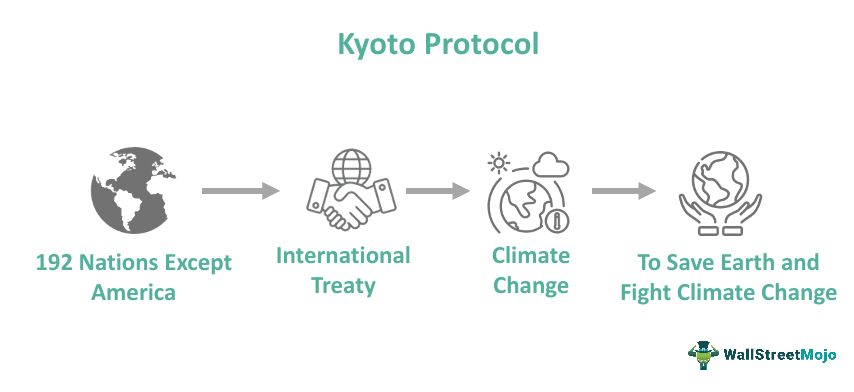 Kyoto Protocol
192 Nations Except
America
International
Treaty
Climate
Change
To Save Earth and
Fight Climate Change
WallStreetMojo